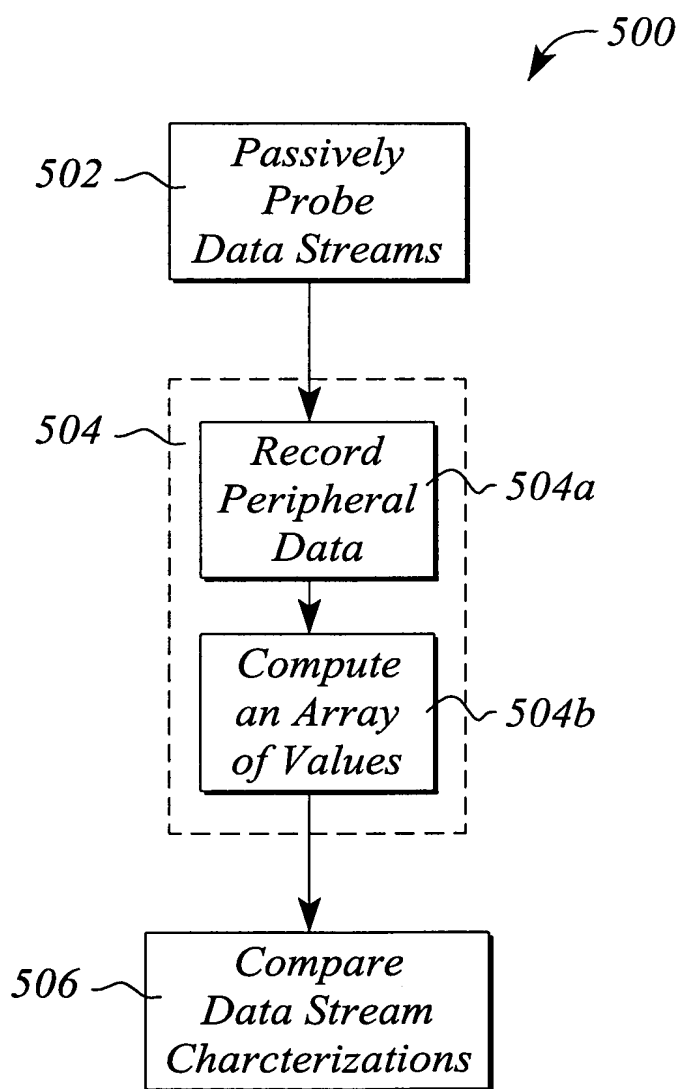 500
502
Passively
Probe
Data Streams
504
Record
Peripheral
Data
504a
Compute
an Array
of Values
504b
506
Compare
Data Stream
Charcterizations